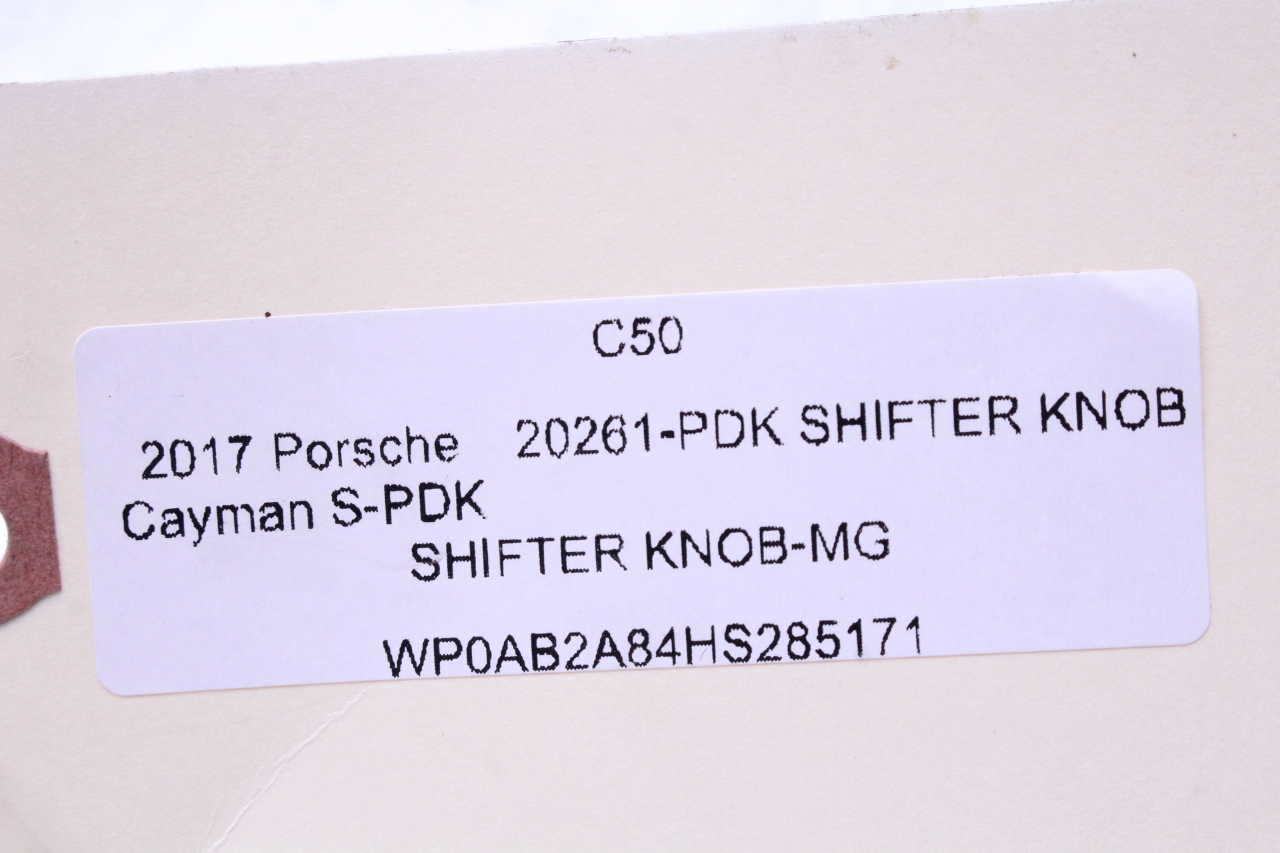 C50
2017 Porsche 20261-PDK SHIFTER KNOB
Cayman S-PDK
SHIFTER KNOB-MG
WP0AB2A84HS285171